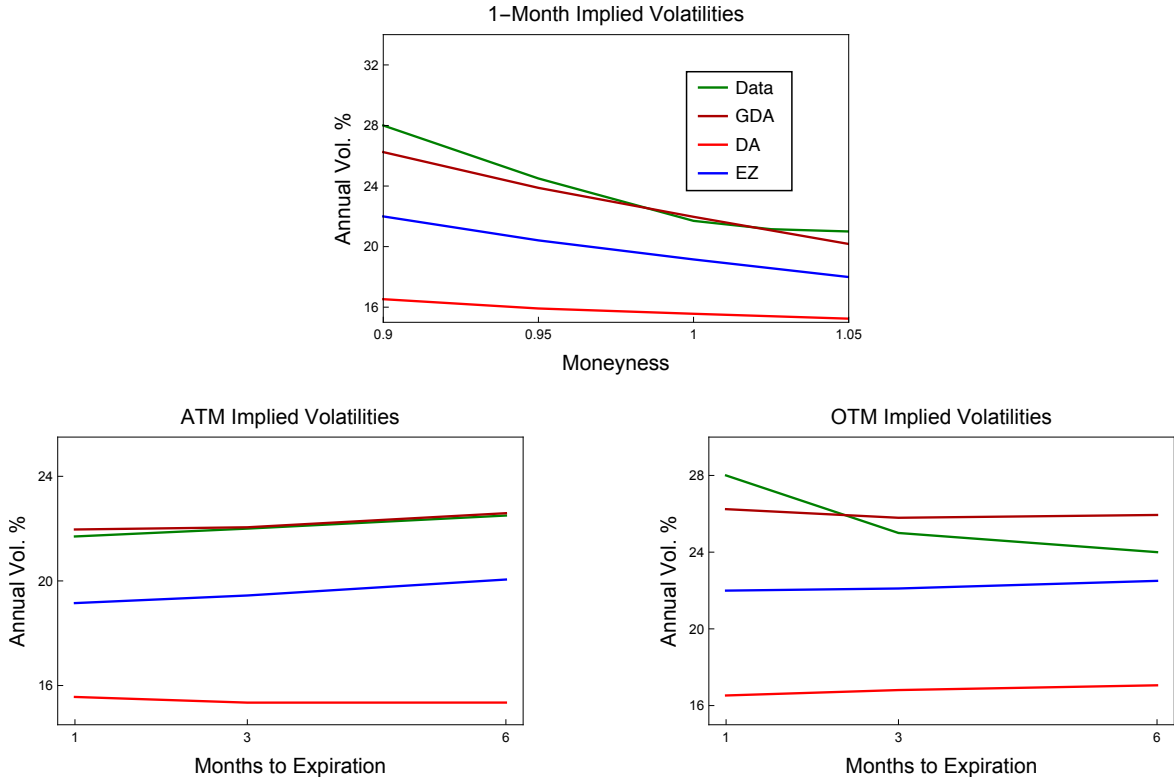 1−Month Implied Volatilities
Annual Vol. %
32
28
24
20
16
Data
GDA
DA
EZ
0.9 0.95 1 1.05
Moneyness
ATM Implied Volatilities
Annual Vol. %
24
20
16
1 3 6
Months to Expiration
OTM Implied Volatilities
Annual Vol. %
28
24
20
16
1 3 6
Months to Expiration